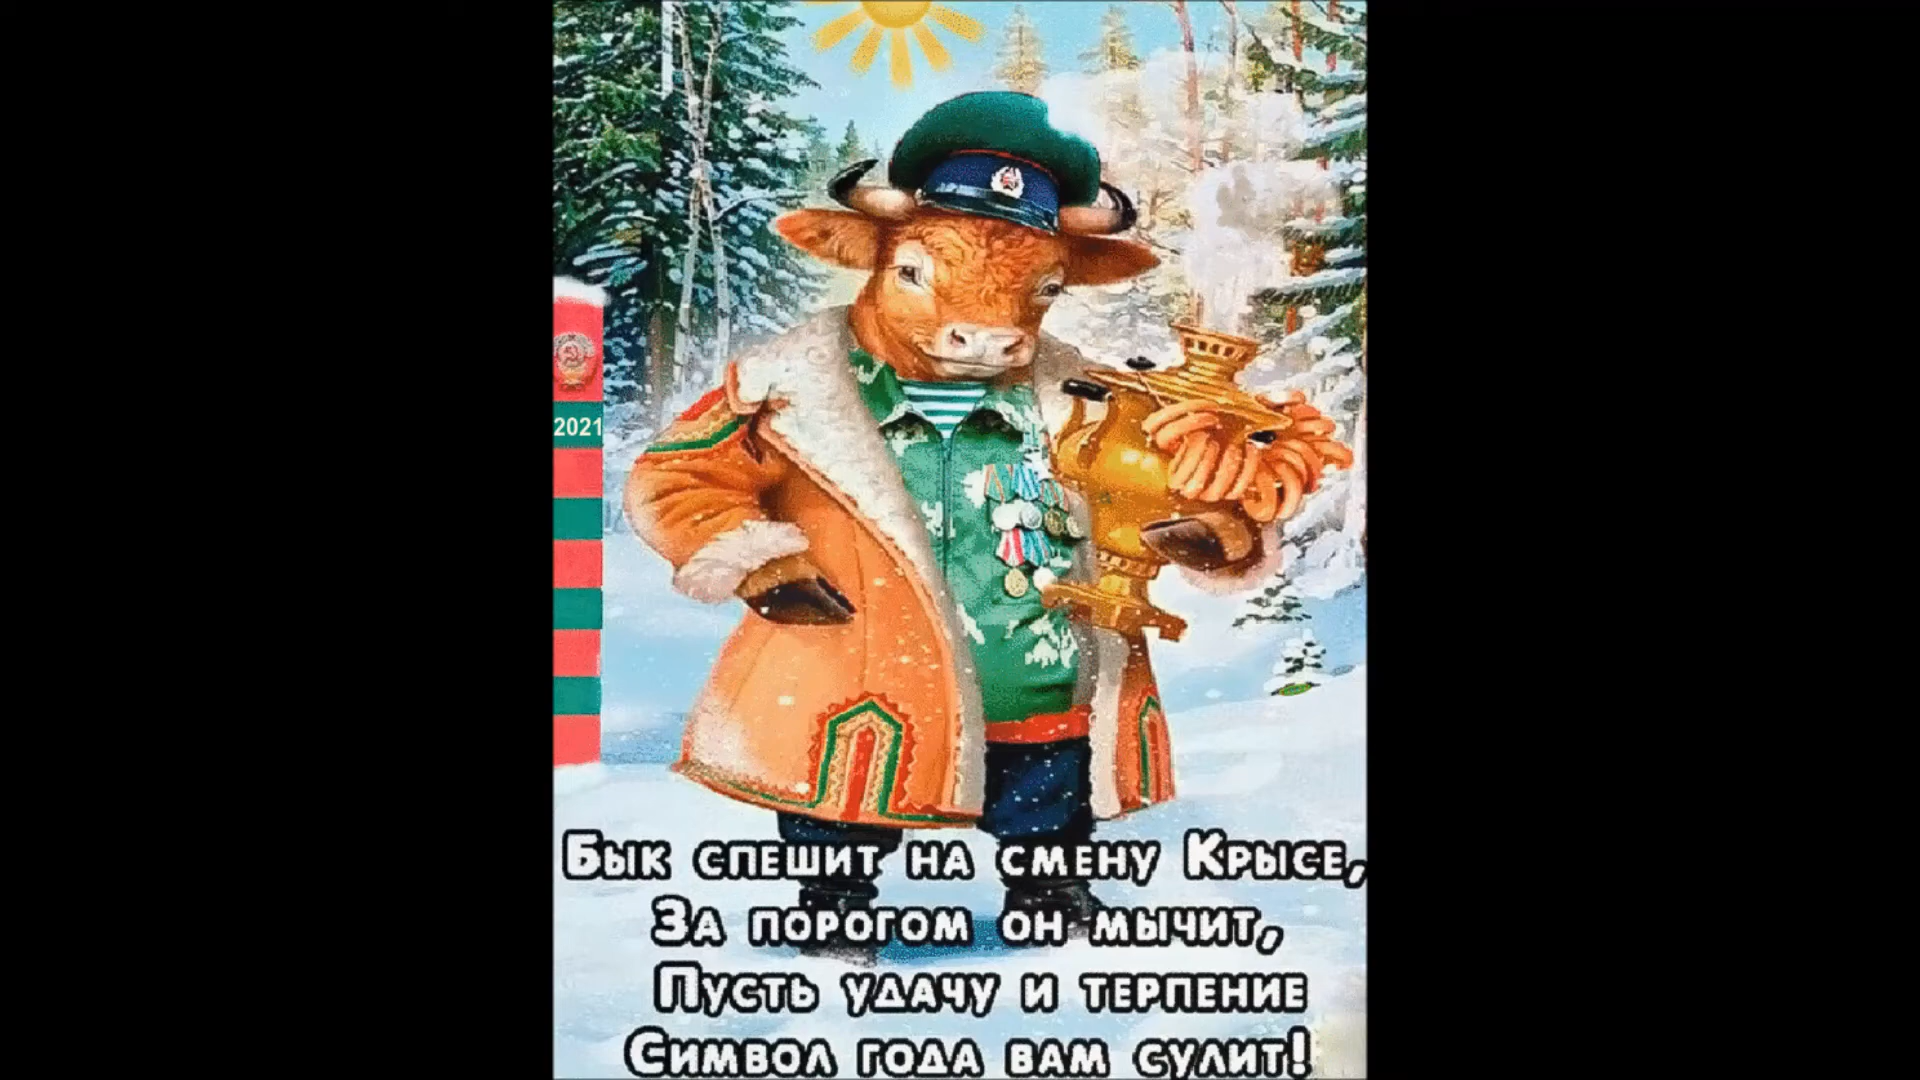 2021
Бык спешит на смену Крысе,
За порогом он мычит,
Пусть удачу и терпение
Символ года вам сулит!